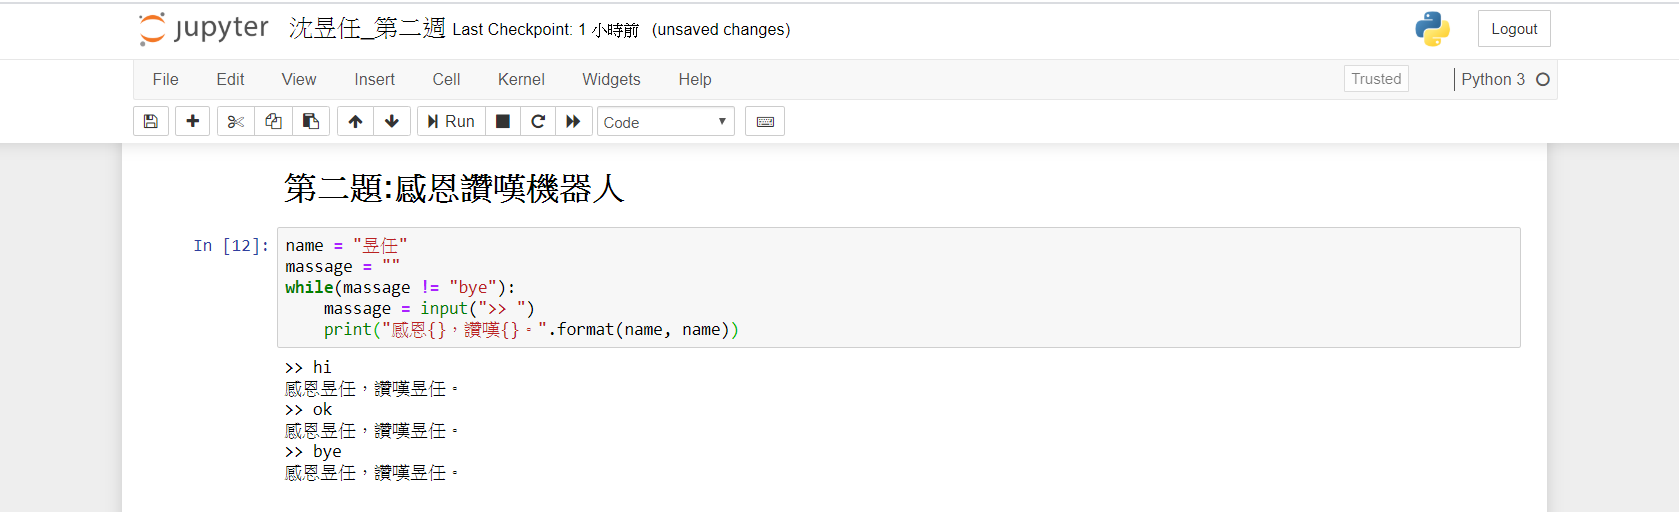 jupyter 沈昱任_第二週 Last Checkpoint: 1 小時前 (unsaved changes) Logout
File Edit View Insert Cell Kernel Widgets Help Trusted Python 3
Run Code
第二題:感恩讚嘆機器人
In [12]: name = "昱任"
massage = ""
while(massage != "bye"):
    massage = input(">> ")
    print("感恩{}，讚嘆{}。".format(name, name))
>> hi
感恩昱任，讚嘆昱任。
>> ok
感恩昱任，讚嘆昱任。
>> bye
感恩昱任，讚嘆昱任。